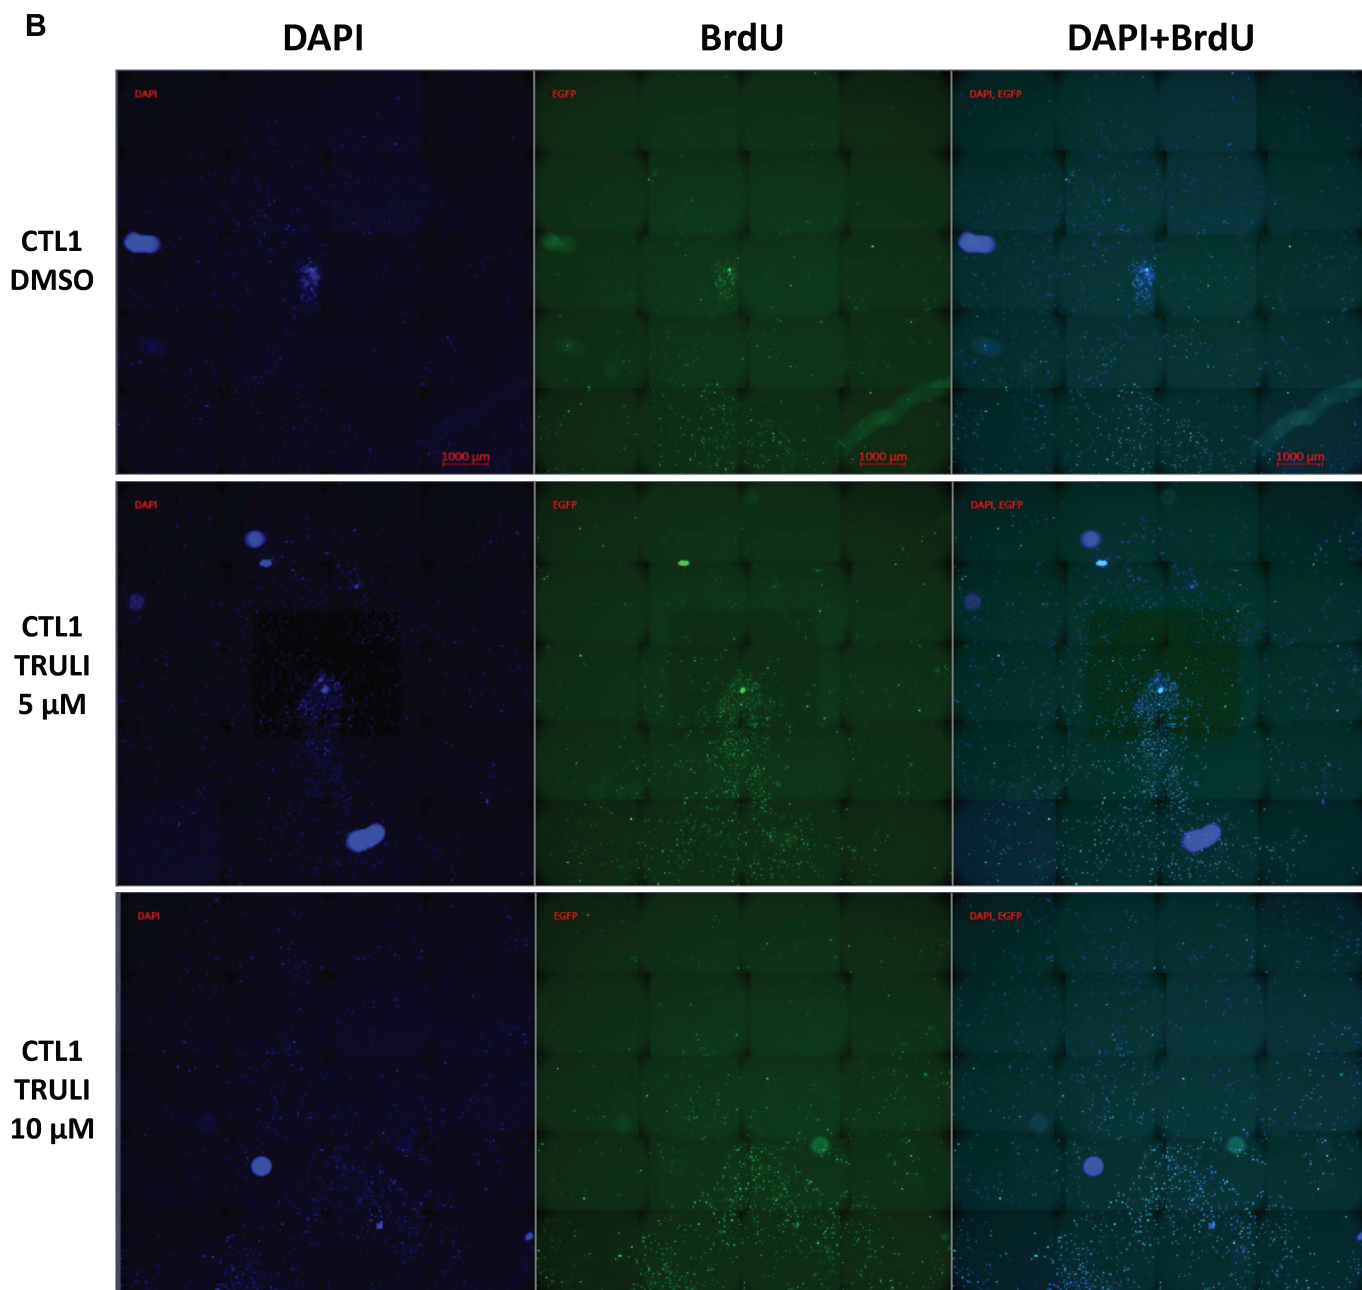 B
DAPI
BrdU
DAPI+BrdU
CTL1
DMSO
DAPI
EGFP
DAPI, EGFP
1000 µm
1000 µm
1000 µm
CTL1
TRULI
5 µM
DAPI
EGFP
DAPI, EGFP
CTL1
TRULI
10 µM
DAPI
EGFP
DAPI, EGFP